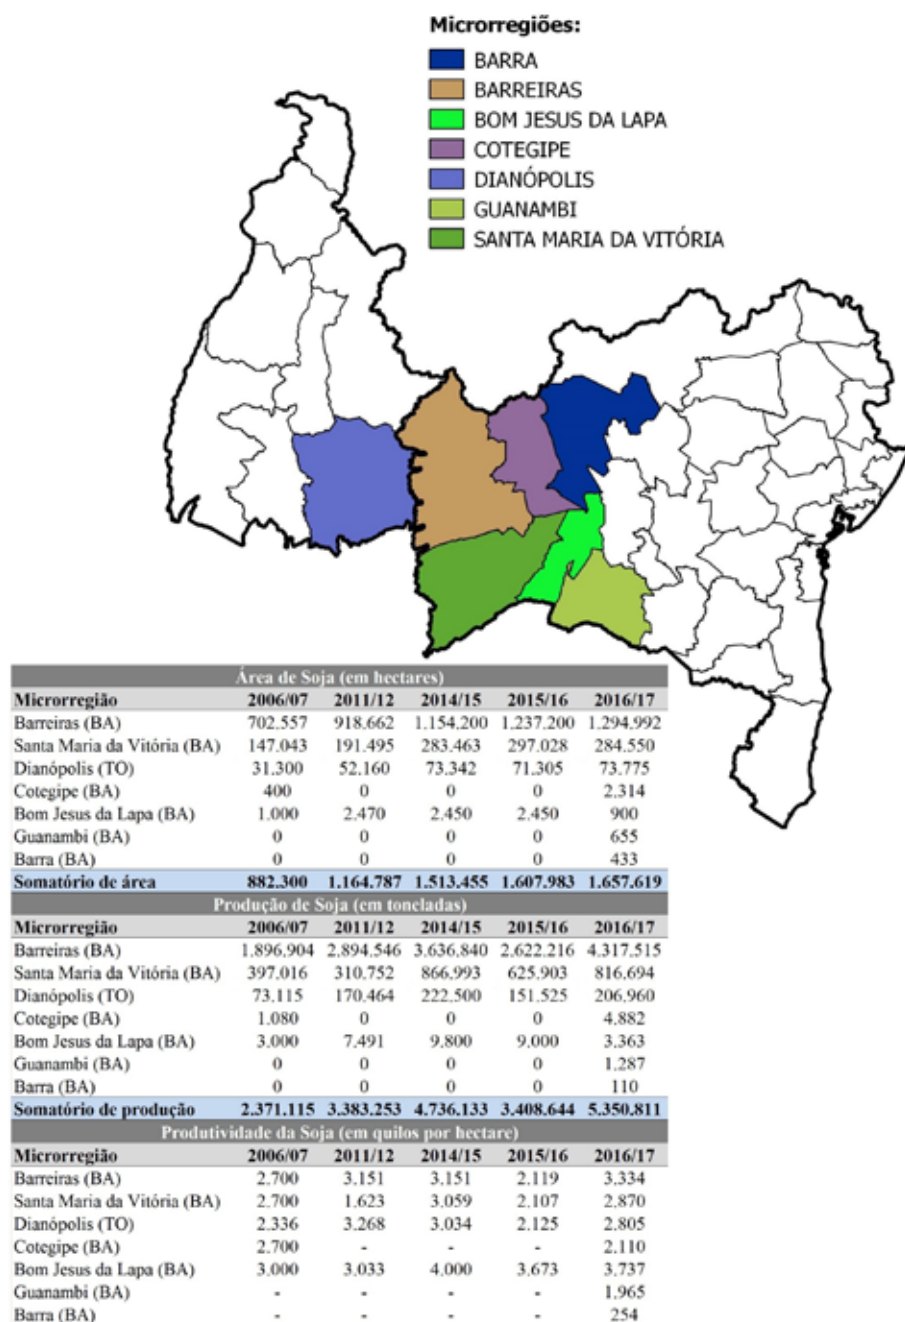 Microrregiões:
BARRA
BARREIRAS
BOM JESUS DA LAPA
COTEGIPE
DIANÓPOLIS
GUANAMBI
SANTA MARIA DA VITÓRIA
Área de Soja (em hectares)
Microrregião 2006/07 2011/12 2014/15 2015/16 2016/17
Barreiras (BA) 702.557 918.662 1.154.200 1.237.200 1.294.992
Santa Maria da Vitória (BA) 147.043 191.495 283.463 297.028 284.550
Dianópolis (TO) 31.300 52.160 73.342 71.305 73.775
Cotegipe (BA) 400 0 0 0 2.314
Bom Jesus da Lapa (BA) 1.000 2.470 2.450 2.450 900
Guanambi (BA) 0 0 0 0 655
Barra (BA) 0 0 0 0 433
Somatório de área 882.300 1.164.787 1.513.455 1.607.983 1.657.619
Produção de Soja (em toneladas)
Microrregião 2006/07 2011/12 2014/15 2015/16 2016/17
Barreiras (BA) 1.896.904 2.894.546 3.636.840 2.622.216 4.317.515
Santa Maria da Vitória (BA) 397.016 310.752 866.993 625.903 816.694
Dianópolis (TO) 73.115 170.464 222.500 151.525 206.960
Cotegipe (BA) 1.080 0 0 0 4.882
Bom Jesus da Lapa (BA) 3.000 7.491 9.800 9.000 3.363
Guanambi (BA) 0 0 0 0 1.287
Barra (BA) 0 0 0 0 110
Somatório de produção 2.371.115 3.383.253 4.736.133 3.408.644 5.350.811
Produtividade da Soja (em quilos por hectare)
Microrregião 2006/07 2011/12 2014/15 2015/16 2016/17
Barreiras (BA) 2.700 3.151 3.151 2.119 3.334
Santa Maria da Vitória (BA) 2.700 1.623 3.059 2.107 2.870
Dianópolis (TO) 2.336 3.268 3.034 2.125 2.805
Cotegipe (BA) 2.700 - - - 2.110
Bom Jesus da Lapa (BA) 3.000 3.033 4.000 3.673 3.737
Guanambi (BA) - - - - 1.965
Barra (BA) - - - - 254